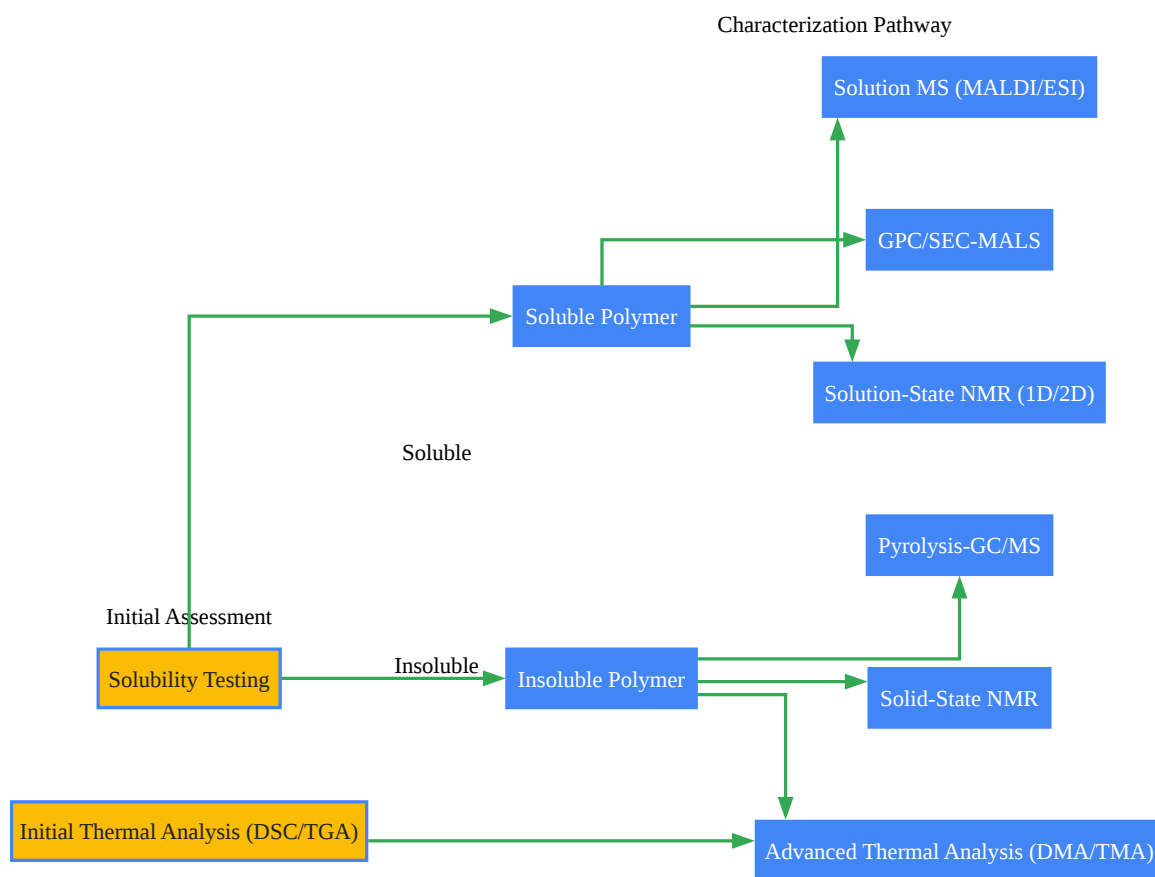 Characterization Pathway
Solution MS (MALDI/ESI)
GPC/SEC-MALS
Soluble Polymer
Solution-State NMR (1D/2D)
Soluble
Pyrolysis-GC/MS
Initial Assessment
Insoluble
Solubility Testing
Insoluble Polymer
Solid-State NMR
Initial Thermal Analysis (DSC/TGA)
Advanced Thermal Analysis (DMA/TMA)